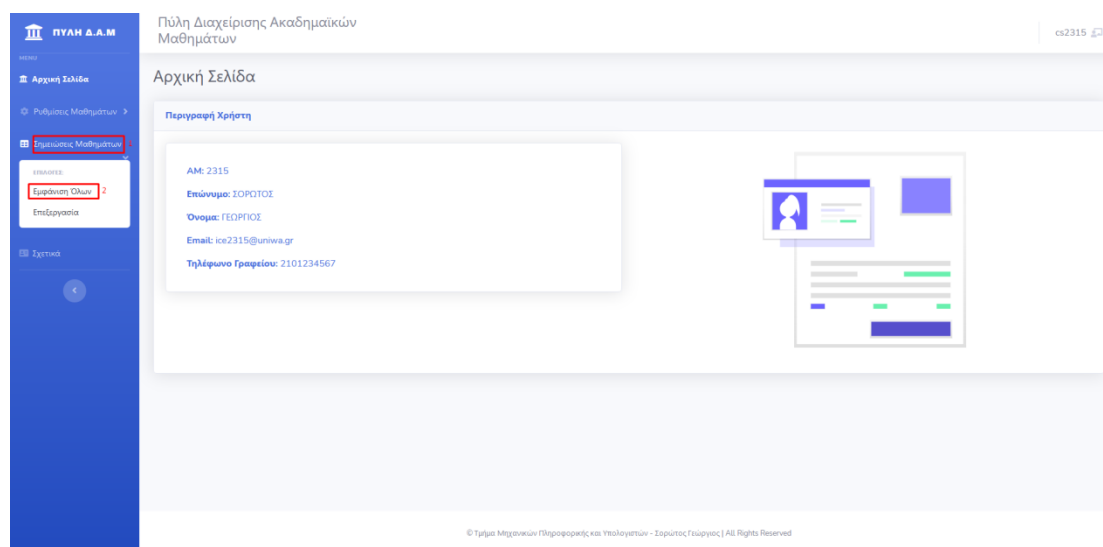 ΠΥΛΗ Δ.Α.Μ
Πύλη Διαχείρισης Ακαδημαϊκών
Μαθημάτων
cs2315
MENU
Αρχική Σελίδα
Ρυθμίσεις Μαθημάτων
Σημειώσεις Μαθημάτων 1
ΕΠΙΛΟΓΕΣ:
Εμφάνιση Όλων 2
Επεξεργασία
Σχετικά
Αρχική Σελίδα
Περιγραφή Χρήστη
ΑΜ: 2315
Επώνυμο: ΣΟΡΩΤΟΣ
Όνομα: ΓΕΩΡΓΙΟΣ
Email: ice2315@uniwa.gr
Τηλέφωνο Γραφείου: 2101234567
© Τμήμα Μηχανικών Πληροφορικής και Υπολογιστών - Σορώτος Γεώργιος | All Rights Reserved